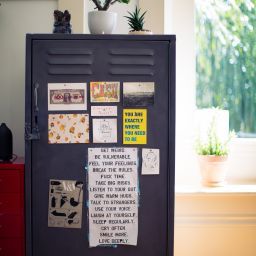 YOU ARE
EXACTLY
WHERE
YOU NEED
TO BE
GET WEIRD.
BE VULNERABLE.
FEEL YOUR FEELINGS.
BREAK THE RULES.
FUCK TIME.
TAKE BIG RISKS.
LISTEN TO YOUR GUT.
GIVE WARM HUGS.
TALK TO STRANGERS.
USE YOUR VOICE.
LAUGH AT YOURSELF.
SLEEP REGULARLY.
CRY OFTEN.
SMILE MORE.
LOVE DEEPLY.